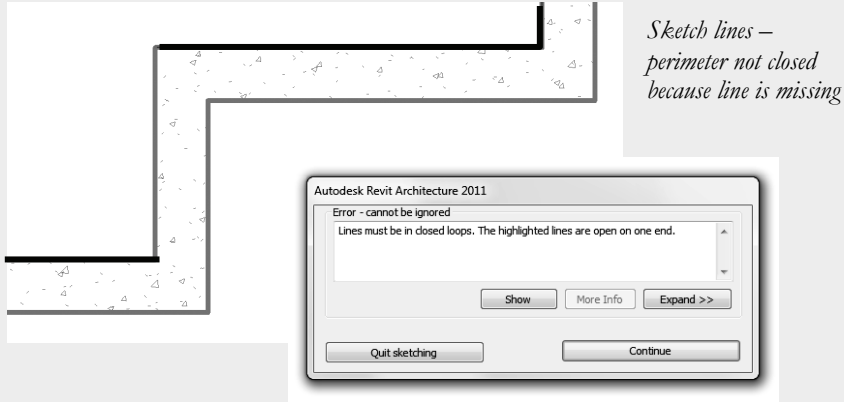 Sketch lines –
perimeter not closed
because line is missing
Autodesk Revit Architecture 2011
Error - cannot be ignored
Lines must be in closed loops. The highlighted lines are open on one end.
Show More Info Expand >>
Quit sketching Continue